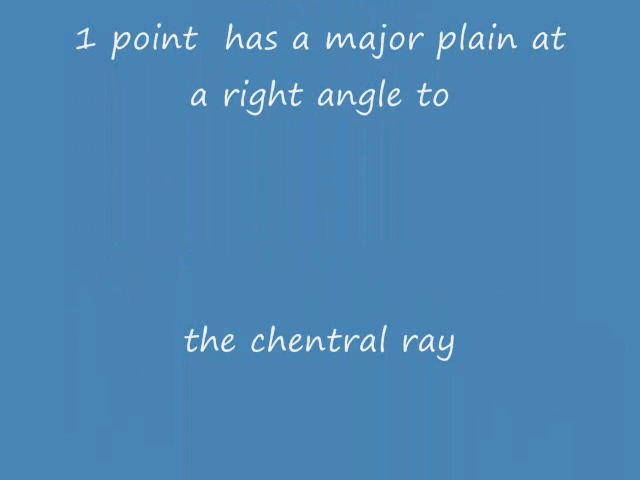 1 point has a major plain at
a right angle to
the chentral ray